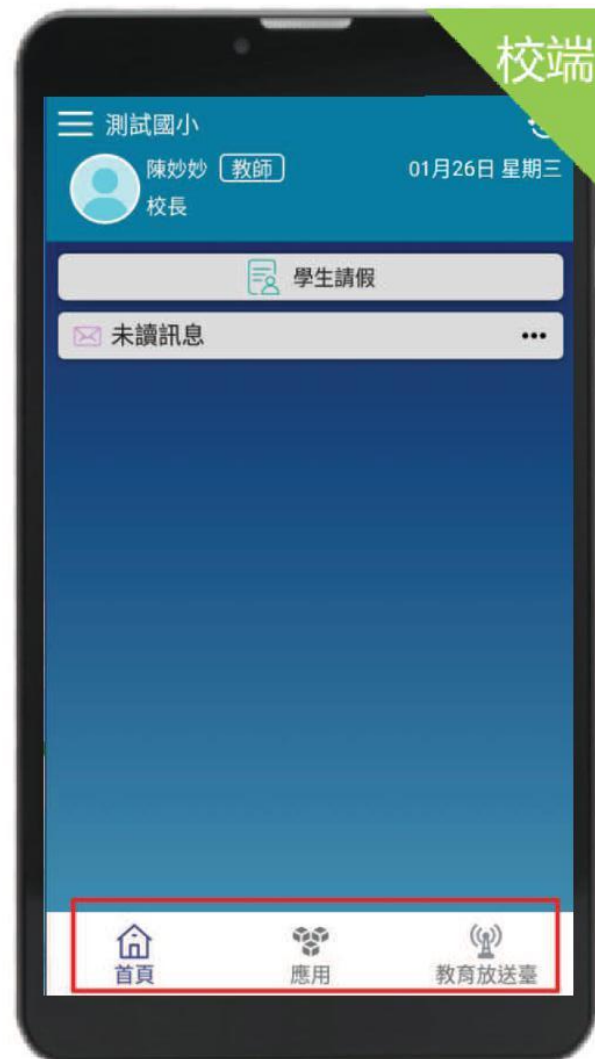 校端
測試國小
陳妙妙 教師
01月26日 星期三
校長
學生請假
未讀訊息
首頁
應用
教育放送臺